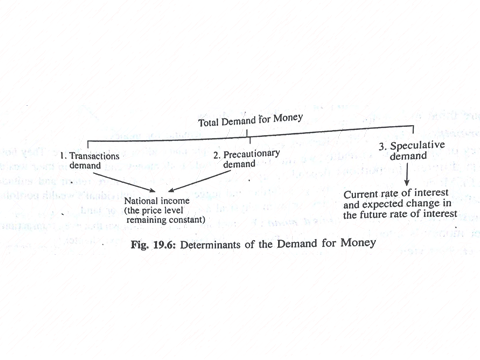 Total Demand for Money
1. Transactions
demand
2. Precautionary
demand
3. Speculative
demand
National income
(the price level
remaining constant)
Current rate of interest
and expected change in
the future rate of interest
Fig. 19.6: Determinants of the Demand for Money